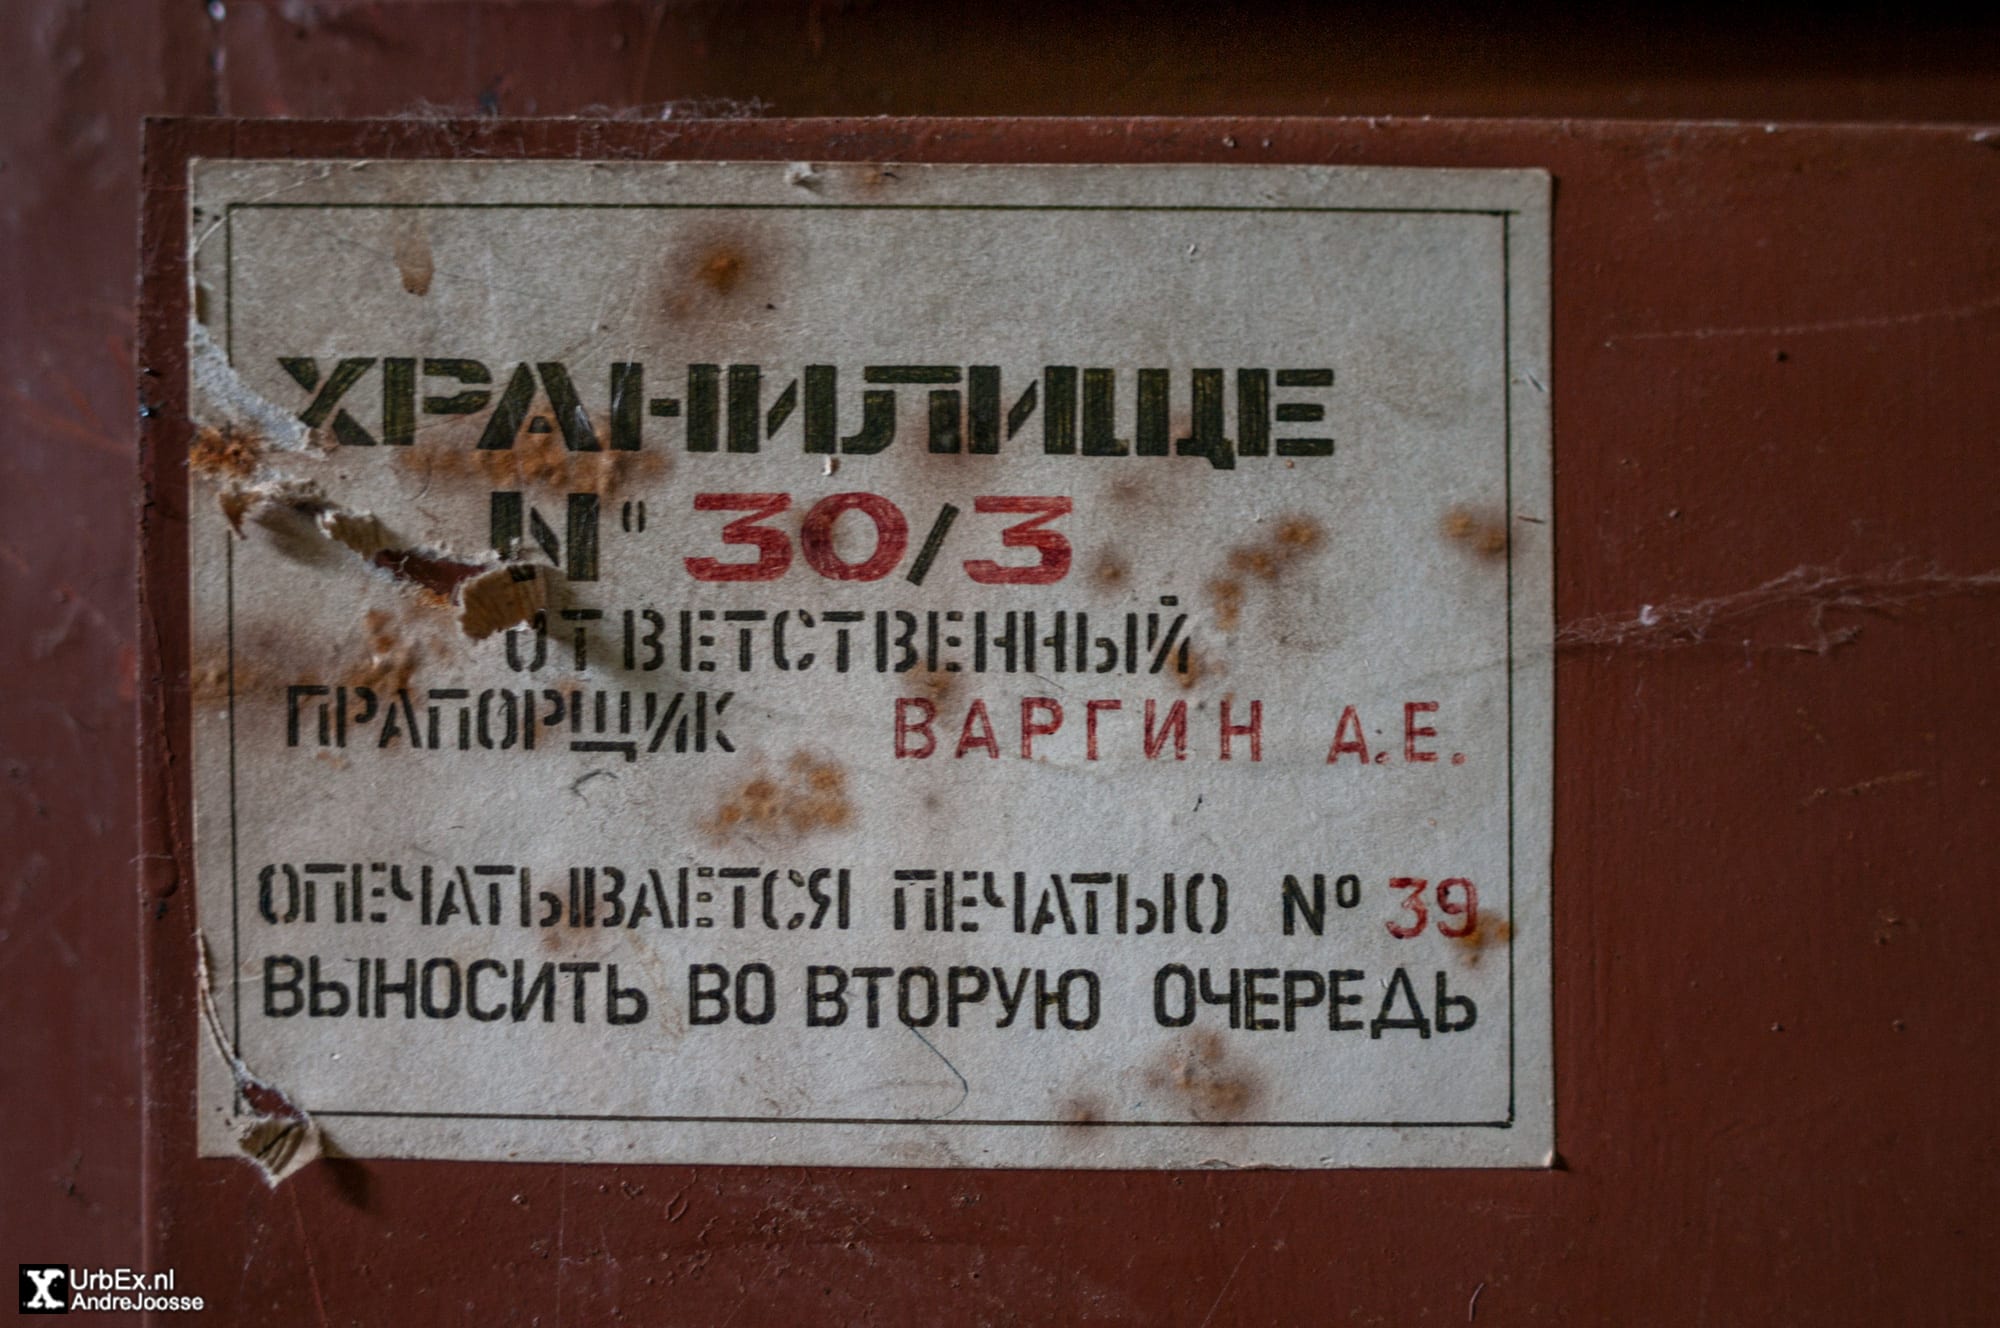 ХРАНИЛИЩЕ
№ 30/3
ОТВЕТСТВЕННЫЙ
ПРАПОРЩИК ВАРГИН А.Е.
ОПЕЧАТЫВАЕТСЯ ПЕЧАТЬЮ № 39
ВЫНОСИТЬ ВО ВТОРУЮ ОЧЕРЕДЬ
X UrbEx.nl
AndreJoosse